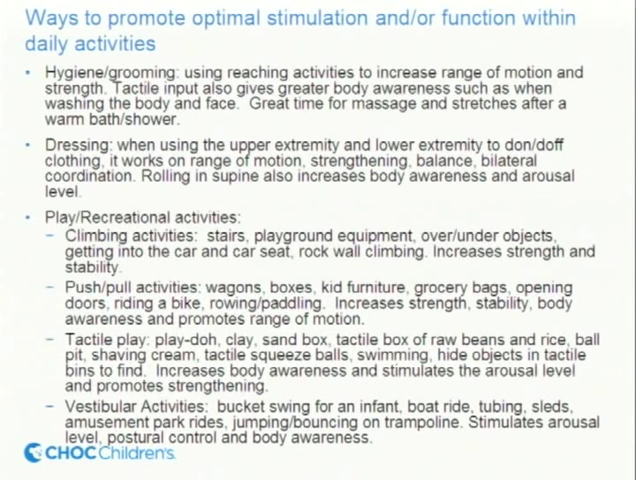 Ways to promote optimal stimulation and/or function within
daily activities
• Hygiene/grooming: using reaching activities to increase range of motion and
strength. Tactile input also gives greater body awareness such as when
washing the body and face. Great time for massage and stretches after a
warm bath/shower.
• Dressing: when using the upper extremity and lower extremity to don/doff
clothing, it works on range of motion, strengthening, balance, bilateral
coordination. Rolling in supine also increases body awareness and arousal
level.
• Play/Recreational activities:
– Climbing activities: stairs, playground equipment, over/under objects,
getting into the car and car seat, rock wall climbing. Increases strength and
stability.
– Push/pull activities: wagons, boxes, kid furniture, grocery bags, opening
doors, riding a bike, rowing/paddling. Increases strength, stability, body
awareness and promotes range of motion.
– Tactile play: play-doh, clay, sand box, tactile box of raw beans and rice, ball
pit, shaving cream, tactile squeeze balls, swimming, hide objects in tactile
bins to find. Increases body awareness and stimulates the arousal level
and promotes strengthening.
– Vestibular Activities: bucket swing for an infant, boat ride, tubing, sleds,
amusement park rides, jumping/bouncing on trampoline. Stimulates arousal
level, postural control and body awareness.
CHOC Children's.